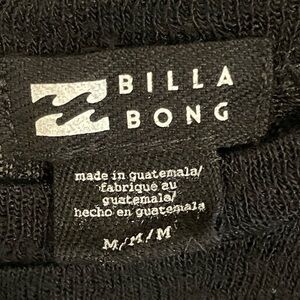 BILLA
BONG
made in guatemala/
fabriqué au
guatemala/
hecho en guatemala
M/M/M